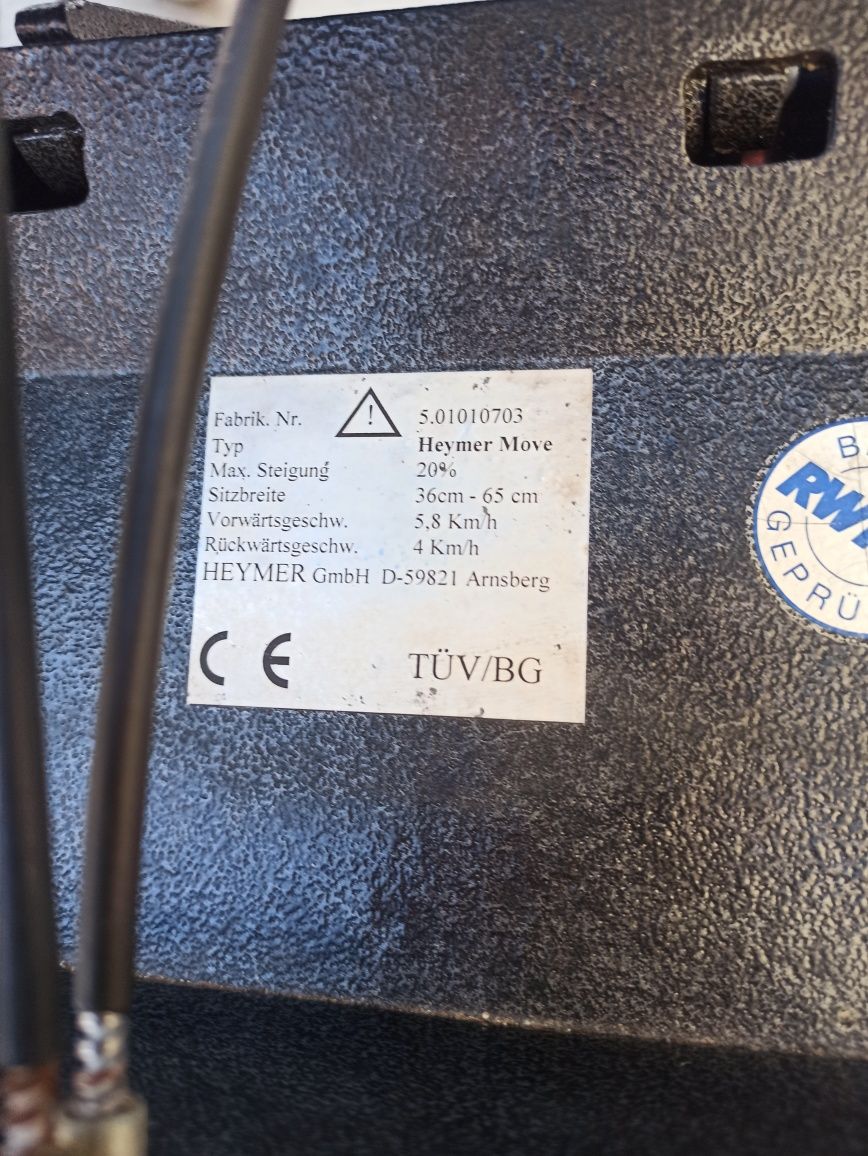 Fabrik. Nr. ! 5.01010703
Typ Heymer Move
Max. Steigung 20%
Sitzbreite 36cm - 65 cm
Vorwärtsgeschw. 5,8 Km/h
Rückwärtsgeschw. 4 Km/h
HEYMER GmbH D-59821 Arnsberg
CE TÜV/BG